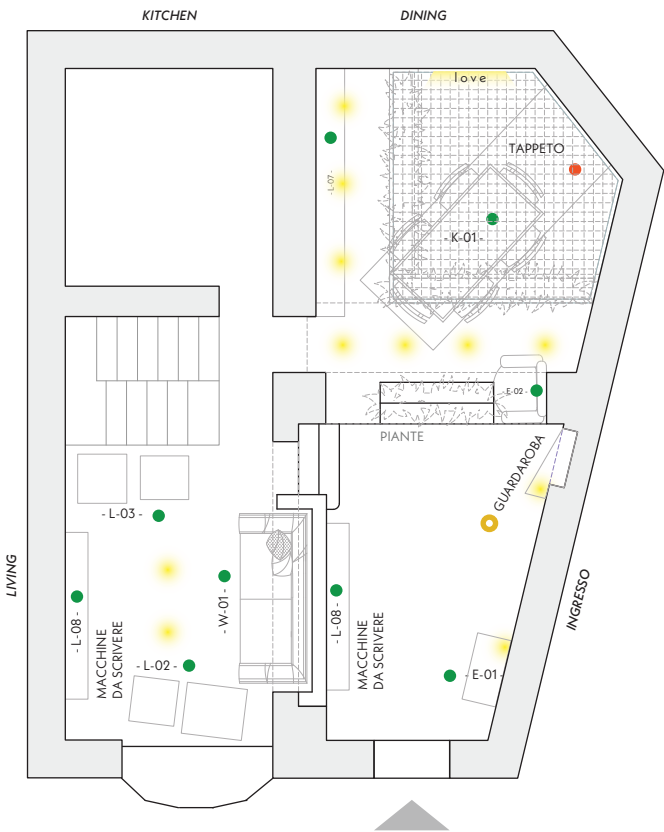 KITCHEN
DINING
love
TAPPETO
- L-07 -
- K-01 -
- E-02 -
PIANTE
GUARDAROBA
- L-03 -
LIVING
- L-08 -
MACCHINE
DA SCRIVERE
- W-01 -
- L-02 -
- L-08 -
MACCHINE
DA SCRIVERE
- E-01 -
INGRESSO